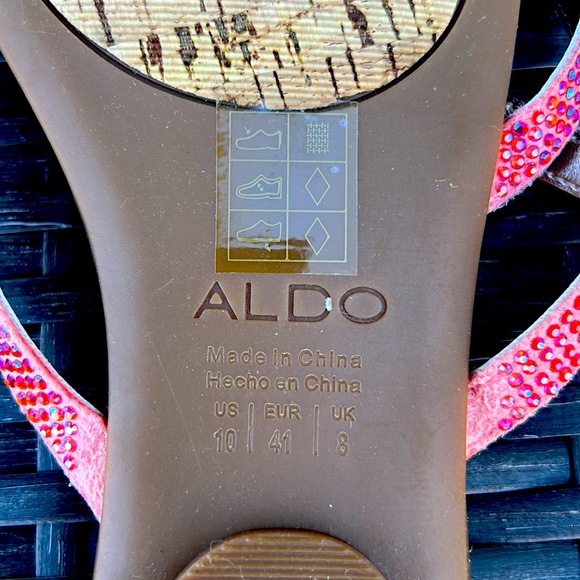 ALDO
Made in China
Hecho en China
US | EUR | UK
10 | 41 | 8